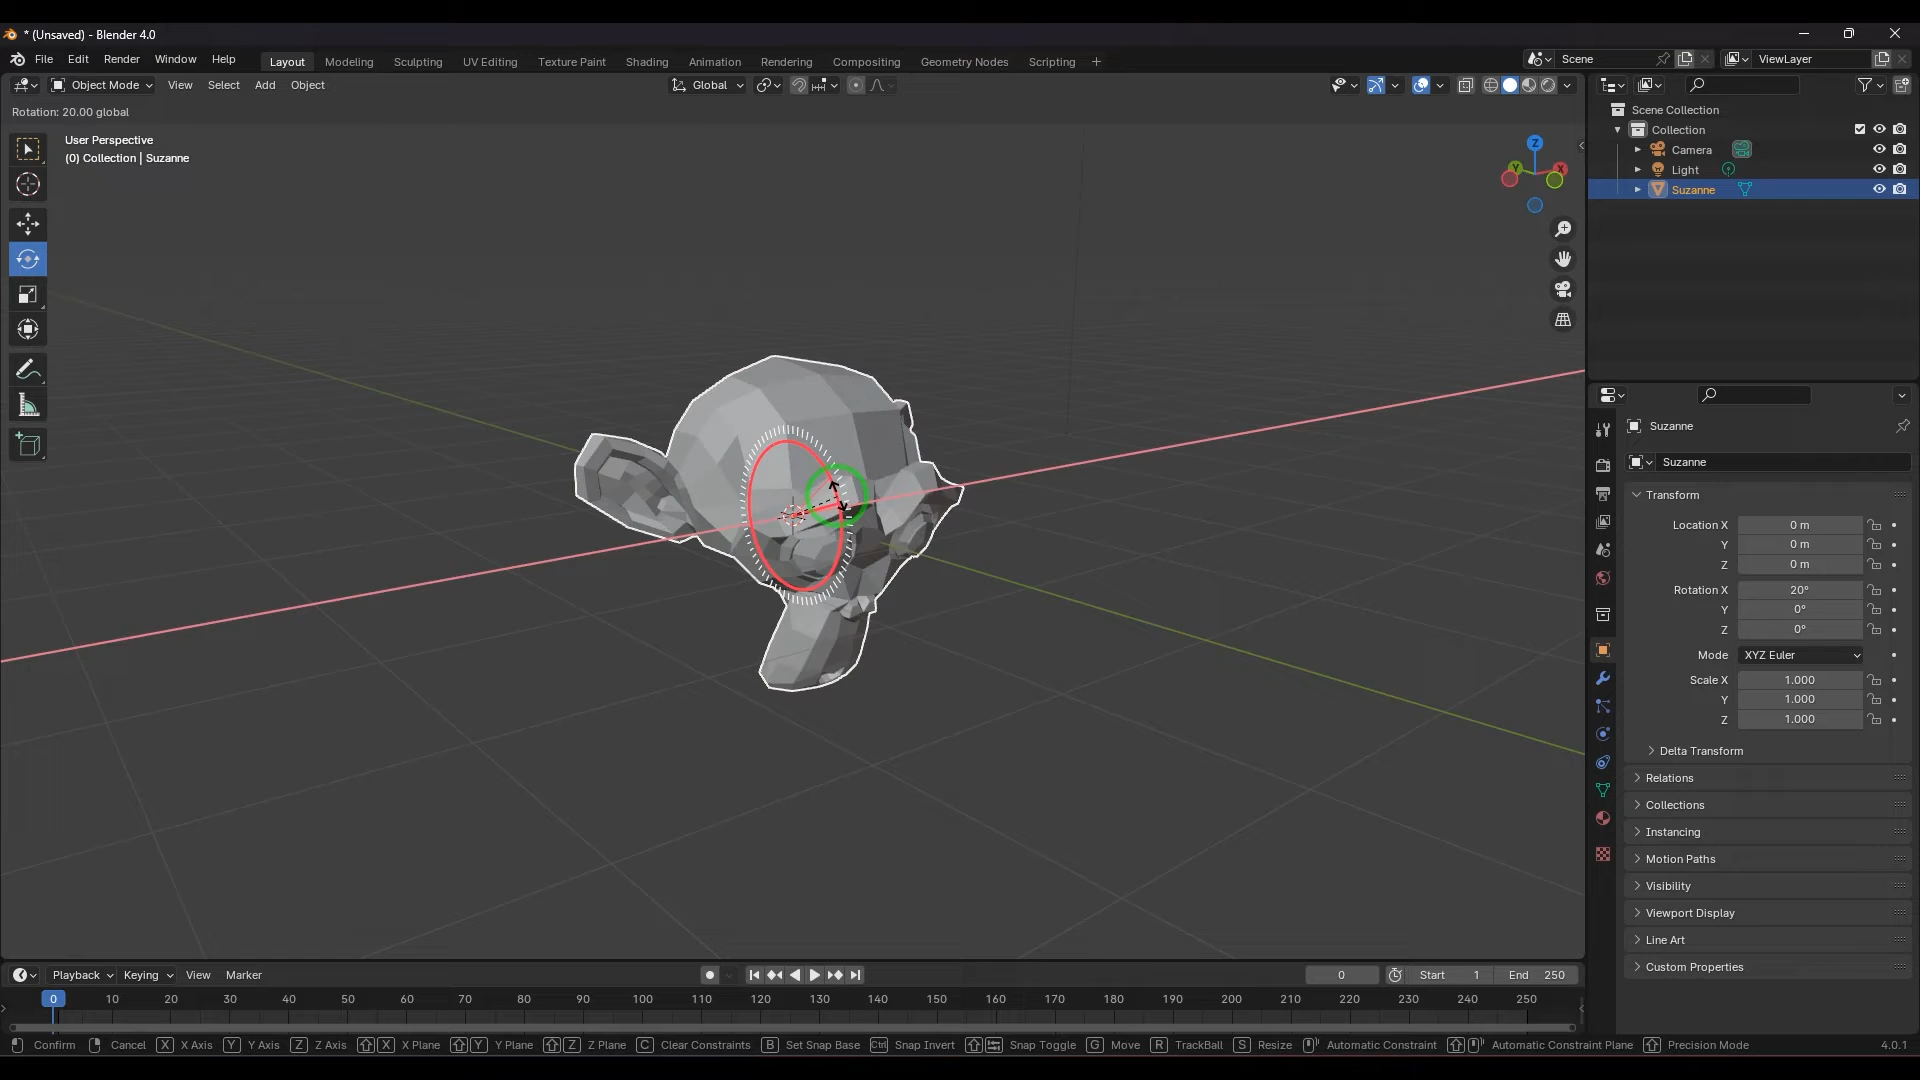 * (Unsaved) - Blender 4.0
File Edit Render Window Help Layout Modeling Sculpting UV Editing Texture Paint Shading Animation Rendering Compositing Geometry Nodes Scripting + Scene ViewLayer
Object Mode View Select Add Object Global
Rotation: 20.00 global
User Perspective
(0) Collection | Suzanne
Z
Y
X
Scene Collection
Collection
Camera
Light
Suzanne
Suzanne
Suzanne
Transform
Location X 0 m
Y 0 m
Z 0 m
Rotation X 20°
Y 0°
Z 0°
Mode XYZ Euler
Scale X 1.000
Y 1.000
Z 1.000
Delta Transform
Relations
Collections
Instancing
Motion Paths
Visibility
Viewport Display
Line Art
Custom Properties
Playback Keying View Marker 0 Start 1 End 250
0 10 20 30 40 50 60 70 80 90 100 110 120 130 140 150 160 170 180 190 200 210 220 230 240 250
Confirm Cancel X X Axis Y Y Axis Z Z Axis X X Plane Y Y Plane Z Z Plane C Clear Constraints B Set Snap Base Ctrl Snap Invert Snap Toggle G Move R TrackBall S Resize Automatic Constraint Automatic Constraint Plane Precision Mode 4.0.1